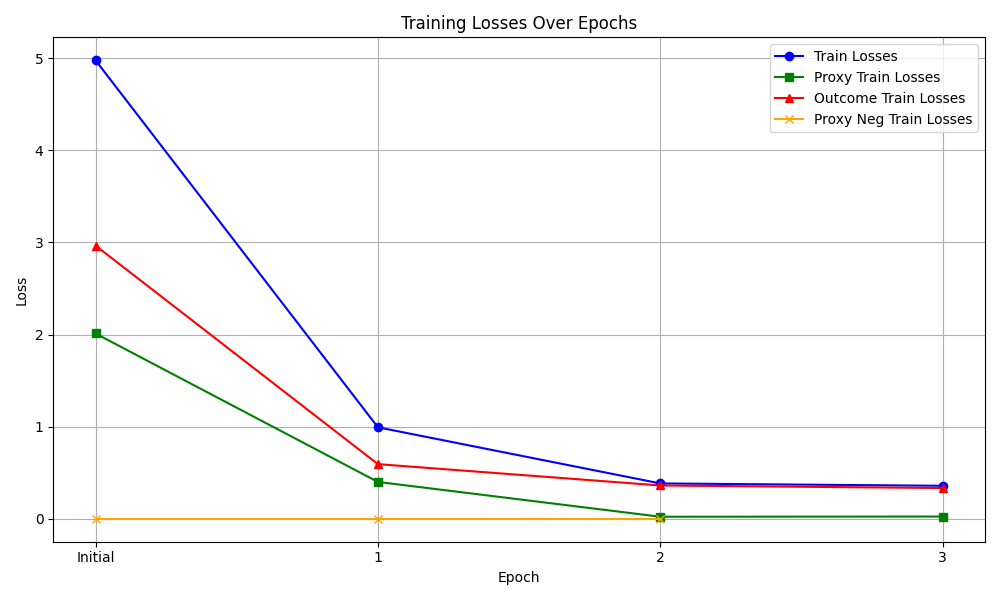 Training Losses Over Epochs
Train Losses
Proxy Train Losses
Outcome Train Losses
Proxy Neg Train Losses
5
4
3
2
1
0
Loss
Initial 1 2 3
Epoch